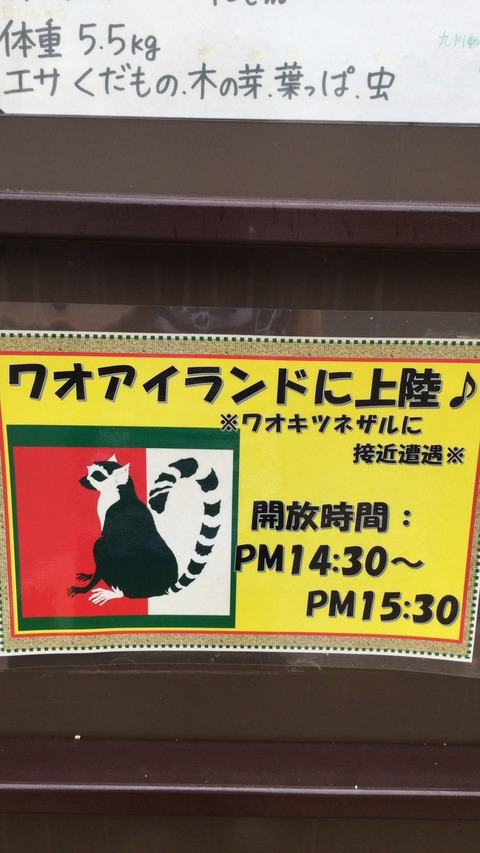 体重 5.5kg
エサ くだもの.木の芽.葉っぱ.虫
ワオアイランドに上陸♪
※ワオキツネザルに
接近遭遇※
開放時間：
PM14:30～
PM15:30